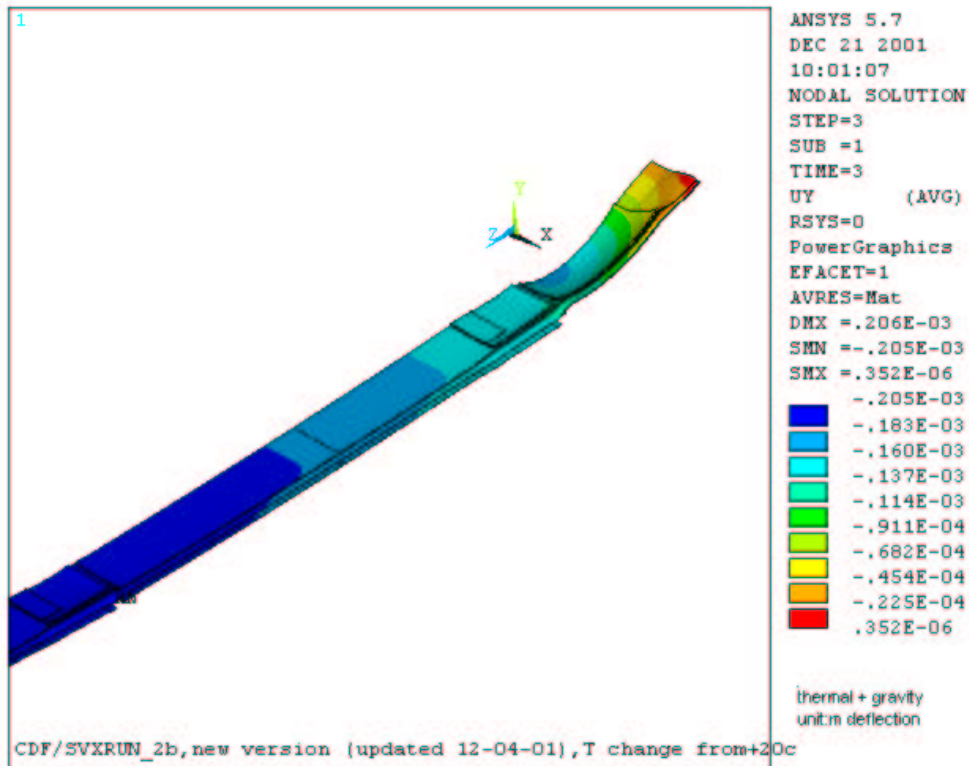 1
ANSYS 5.7
DEC 21 2001
10:01:07
NODAL SOLUTION
STEP=3
SUB =1
TIME=3
UY (AVG)
RSYS=0
PowerGraphics
EFACET=1
AVRES=Mat
DMX =.206E-03
SMN =-.205E-03
SMX =.352E-06
-.205E-03
-.183E-03
-.160E-03
-.137E-03
-.114E-03
-.911E-04
-.682E-04
-.454E-04
-.225E-04
.352E-06
Y
Z X
thermal + gravity
unit:m deflection
CDF/SVXRUN_2b,new version (updated 12-04-01),T change from+20c